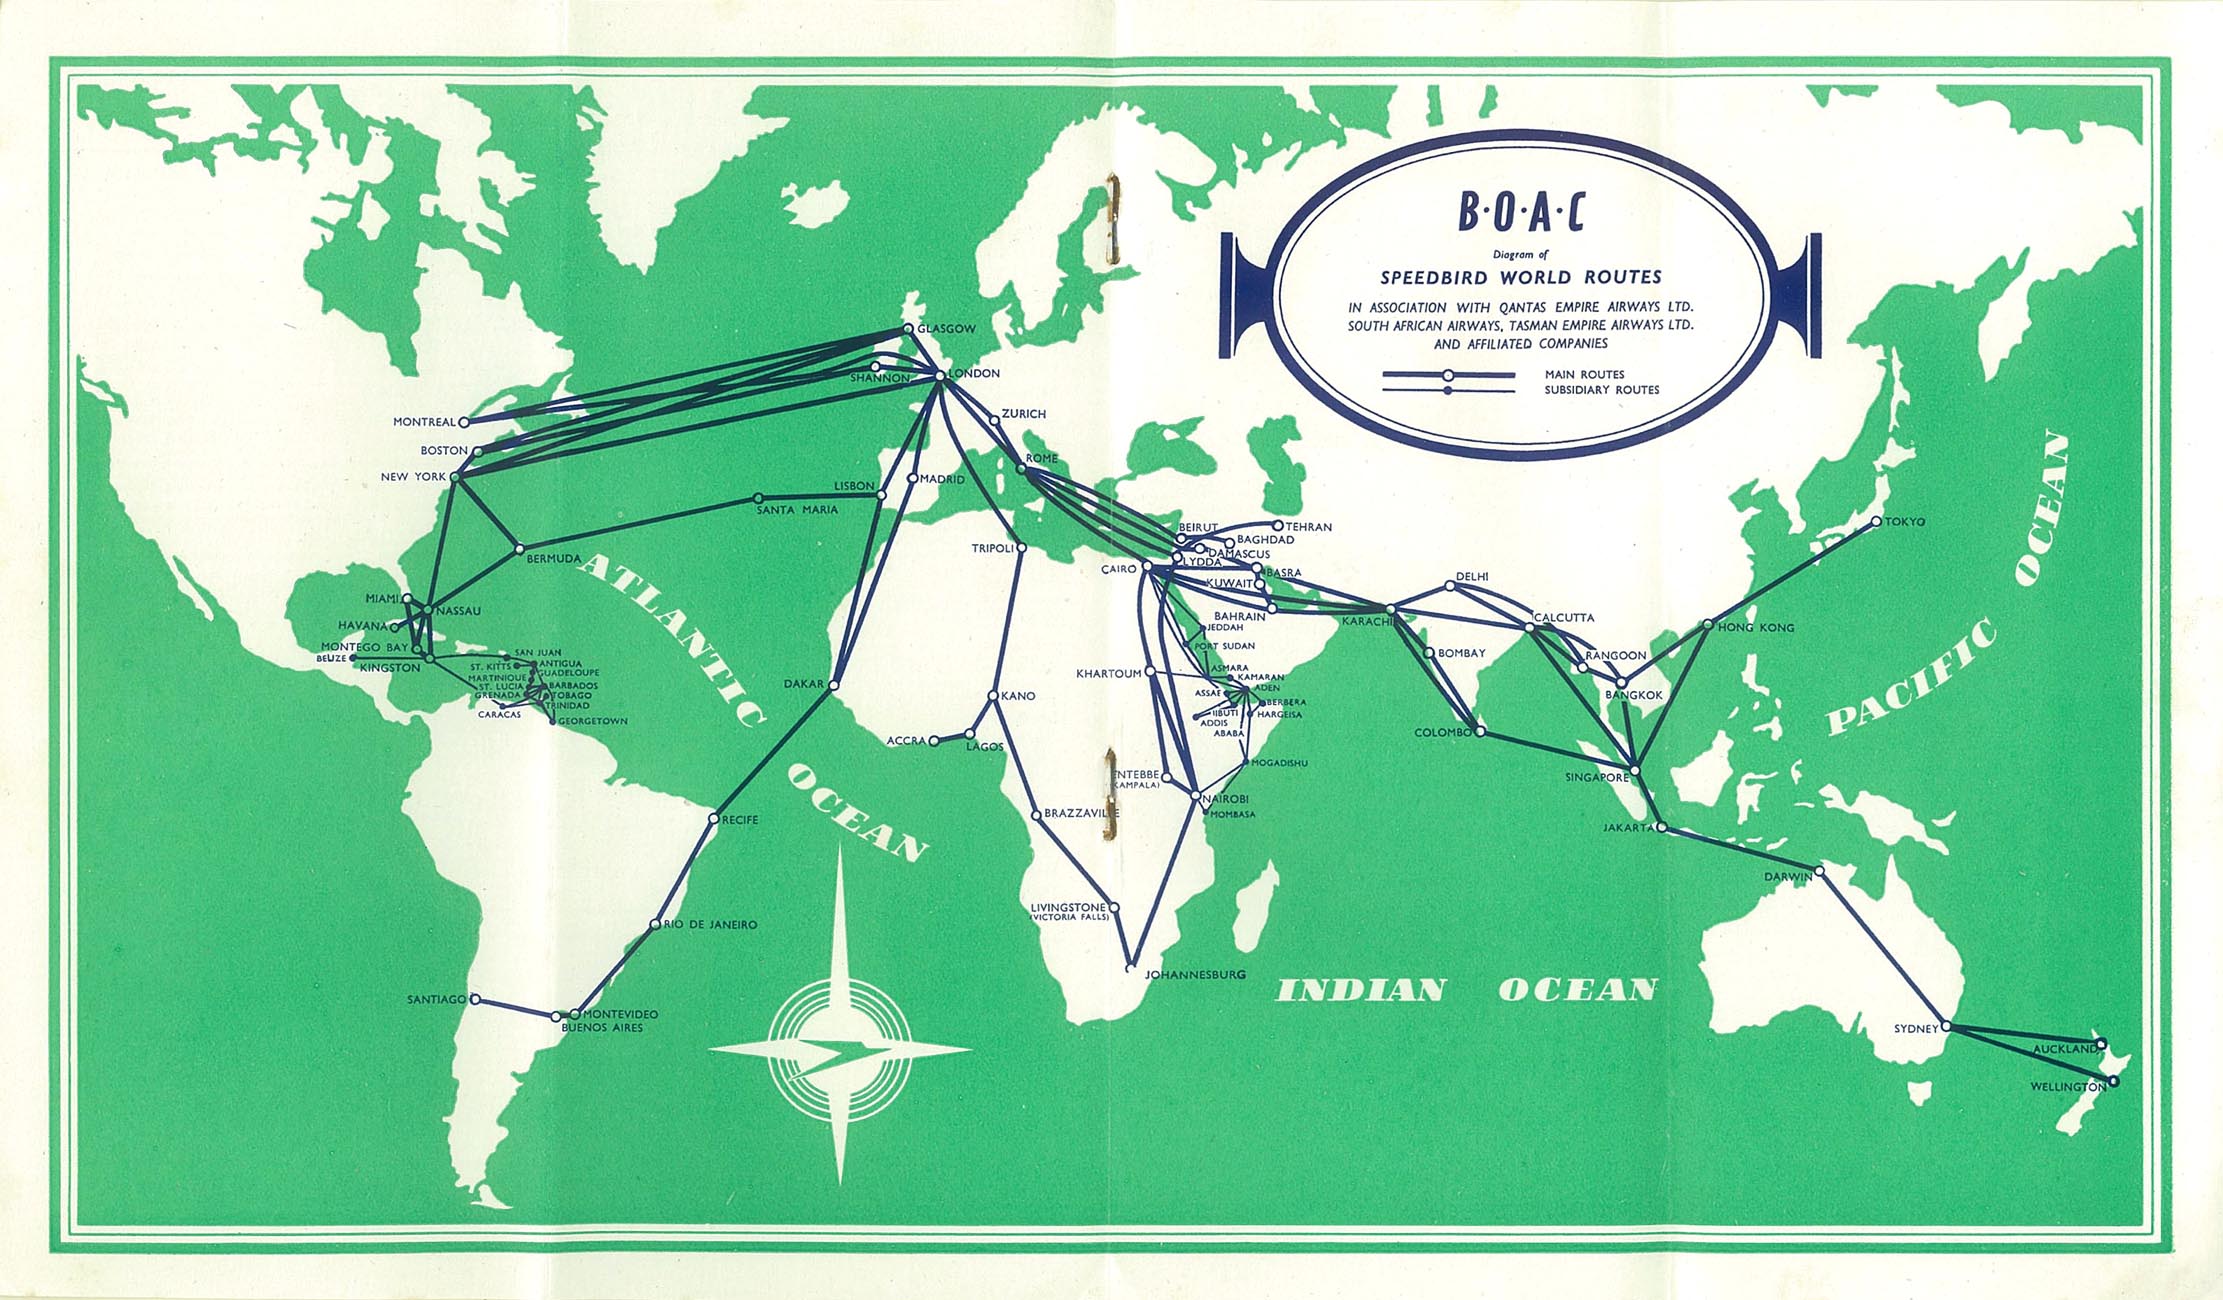 B·O·A·C
Diagram of
SPEEDBIRD WORLD ROUTES
IN ASSOCIATION WITH QANTAS EMPIRE AIRWAYS LTD.
SOUTH AFRICAN AIRWAYS, TASMAN EMPIRE AIRWAYS LTD.
AND AFFILIATED COMPANIES
MAIN ROUTES
SUBSIDIARY ROUTES
GLASGOW
SHANNON
LONDON
MONTREAL
BOSTON
NEW YORK
ZURICH
ROME
LISBON
MADRID
SANTA MARIA
BERMUDA
TRIPOLI
ATLANTIC
OCEAN
MIAMI
NASSAU
HAVANA
MONTEGO BAY
BELIZE
KINGSTON
SAN JUAN
ST. KITTS
ANTIGUA
GUADELOUPE
MARTINIQUE
ST. LUCIA
BARBADOS
GRENADA
TOBAGO
TRINIDAD
CARACAS
GEORGETOWN
DAKAR
KANO
ACCRA
LAGOS
RECIFE
RIO DE JANEIRO
SANTIAGO
MONTEVIDEO
BUENOS AIRES
BRAZZAVILLE
LIVINGSTONE
(VICTORIA FALLS)
JOHANNESBURG
BEIRUT
TEHRAN
BAGHDAD
DAMASCUS
LYDDA
CAIRO
BASRA
KUWAIT
BAHRAIN
JEDDAH
PORT SUDAN
KHARTOUM
ASMARA
KAMARAN
ASSAB
ADEN
BERBERA
HARGEISA
ADDIS
ABABA
MOGADISHU
NTEBBE
KAMPALA)
NAIROBI
MOMBASA
KARACHI
DELHI
CALCUTTA
BOMBAY
RANGOON
BANGKOK
COLOMBO
SINGAPORE
HONG KONG
TOKYO
JAKARTA
DARWIN
SYDNEY
AUCKLAND
WELLINGTON
PACIFIC
OCEAN
INDIAN OCEAN